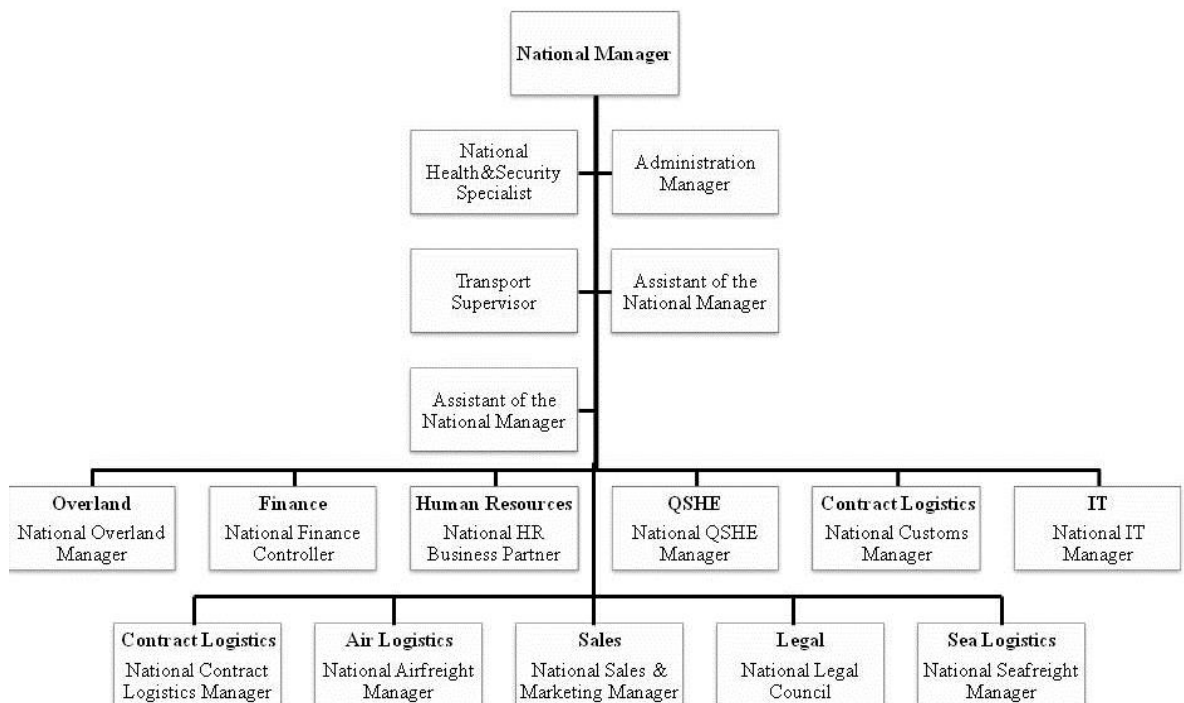 National Manager
National
Health&Security
Specialist
Administration
Manager
Transport
Supervisor
Assistant of the
National Manager
Assistant of the
National Manager
Overland
National Overland
Manager
Finance
National Finance
Controller
Human Resources
National HR
Business Partner
QSHE
National QSHE
Manager
Contract Logistics
National Customs
Manager
IT
National IT
Manager
Contract Logistics
National Contract
Logistics Manager
Air Logistics
National Airfreight
Manager
Sales
National Sales &
Marketing Manager
Legal
National Legal
Council
Sea Logistics
National Seafreight
Manager